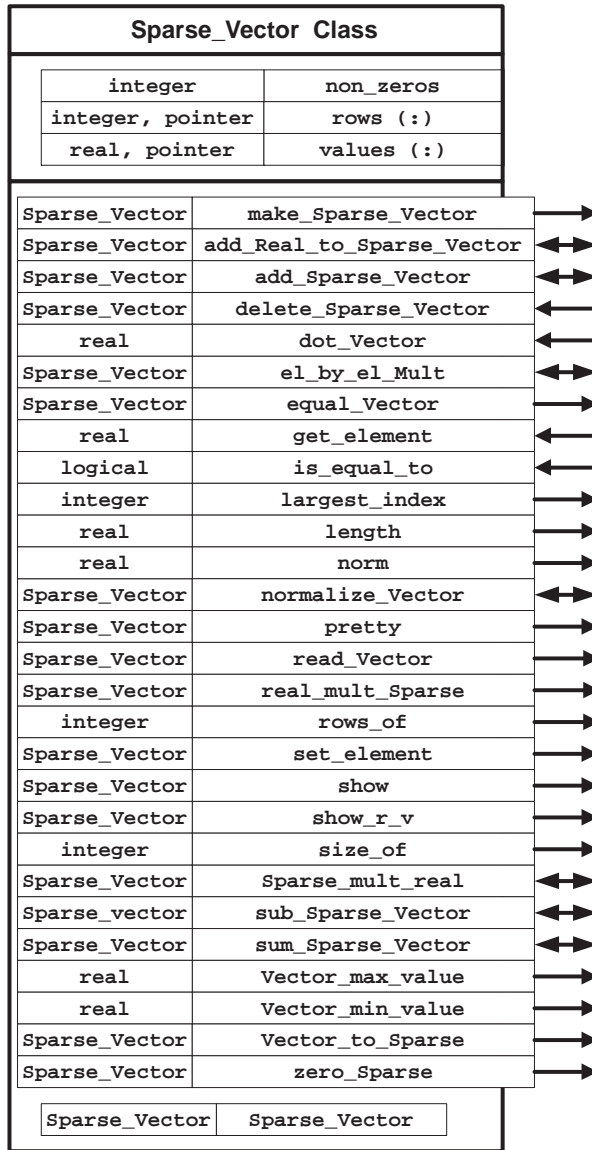 Sparse_Vector Class
integer non_zeros
integer, pointer rows (:)
real, pointer values (:)
Sparse_Vector make_Sparse_Vector
Sparse_Vector add_Real_to_Sparse_Vector
Sparse_Vector add_Sparse_Vector
Sparse_Vector delete_Sparse_Vector
real dot_Vector
Sparse_Vector el_by_el_Mult
Sparse_Vector equal_Vector
real get_element
logical is_equal_to
integer largest_index
real length
real norm
Sparse_Vector normalize_Vector
Sparse_Vector pretty
Sparse_Vector read_Vector
Sparse_Vector real_mult_Sparse
integer rows_of
Sparse_Vector set_element
Sparse_Vector show
Sparse_Vector show_r_v
integer size_of
Sparse_Vector Sparse_mult_real
Sparse_vector sub_Sparse_Vector
Sparse_Vector sum_Sparse_Vector
real Vector_max_value
real Vector_min_value
Sparse_Vector Vector_to_Sparse
Sparse_Vector zero_Sparse
Sparse_Vector Sparse_Vector